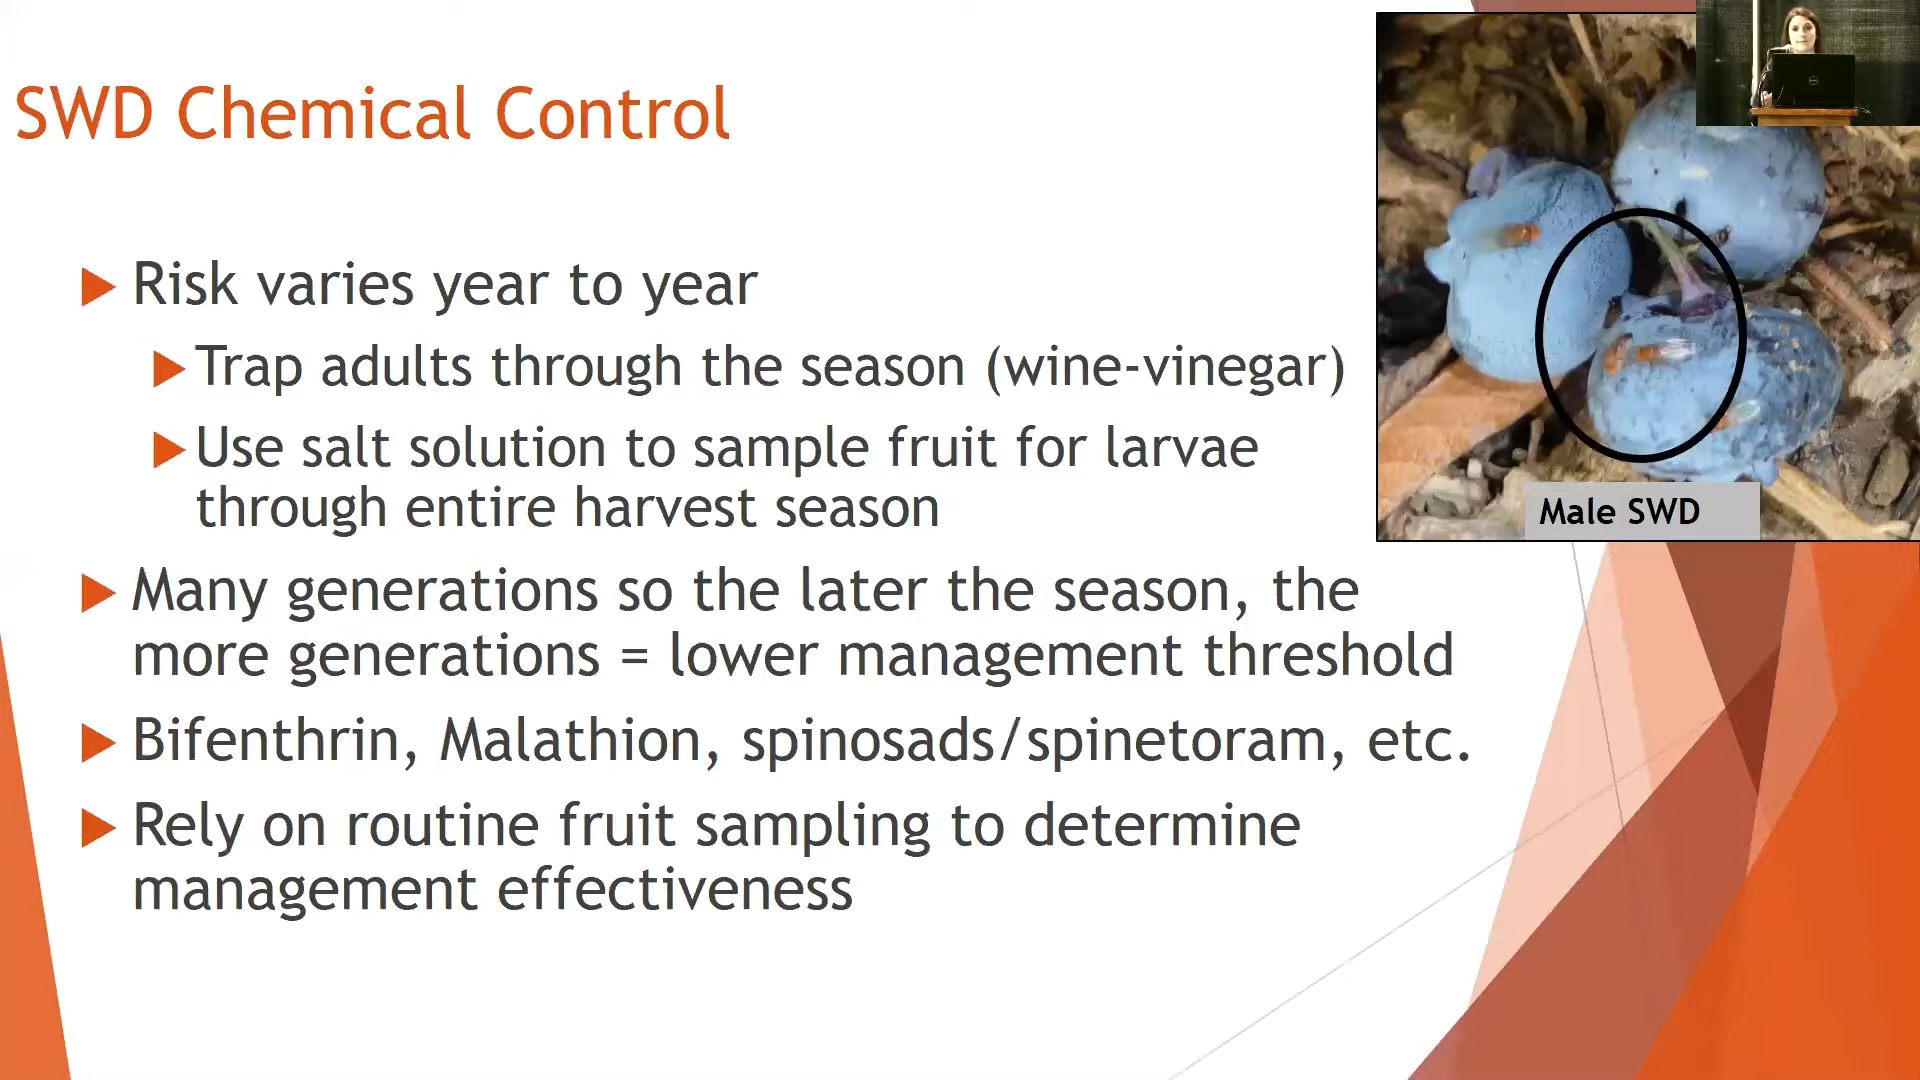 SWD Chemical Control
Risk varies year to year
Trap adults through the season (wine-vinegar)
Use salt solution to sample fruit for larvae
through entire harvest season
Many generations so the later the season, the
more generations = lower management threshold
Bifenthrin, Malathion, spinosads/spinetoram, etc.
Rely on routine fruit sampling to determine
management effectiveness
Male SWD